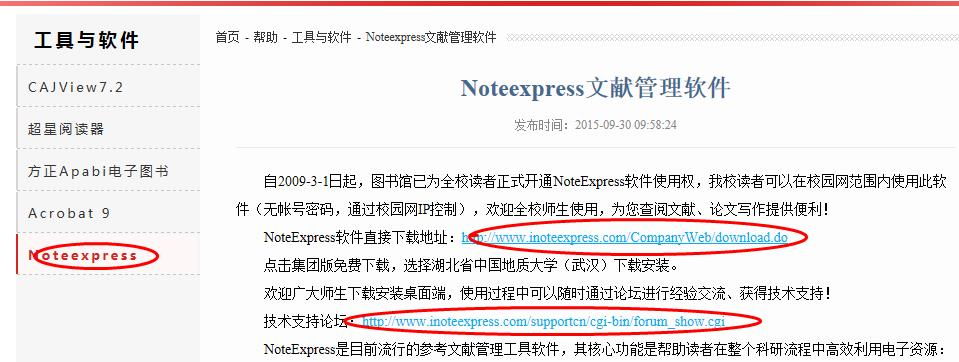 工具与软件
CAJView7.2
超星阅读器
方正Apabi电子图书
Acrobat 9
Noteexpress
首页 - 帮助 - 工具与软件 - Noteexpress文献管理软件
Noteexpress文献管理软件
发布时间：2015-09-30 09:58:24
自2009-3-1日起，图书馆已为全校读者正式开通NoteExpress软件使用权，我校读者可以在校园网范围内使用此软
件（无帐号密码，通过校园网IP控制），欢迎全校师生使用，为您查阅文献、论文写作提供便利！
NoteExpress软件直接下载地址：http://www.inoteexpress.com/CompanyWeb/download.do
点击集团版免费下载，选择湖北省中国地质大学（武汉）下载安装。
欢迎广大师生下载安装桌面端，使用过程中可以随时通过论坛进行经验交流、获得技术支持！
技术支持论坛：http://www.inoteexpress.com/supportcn/cgi-bin/forum_show.cgi
NoteExpress是目前流行的参考文献管理工具软件，其核心功能是帮助读者在整个科研流程中高效利用电子资源：